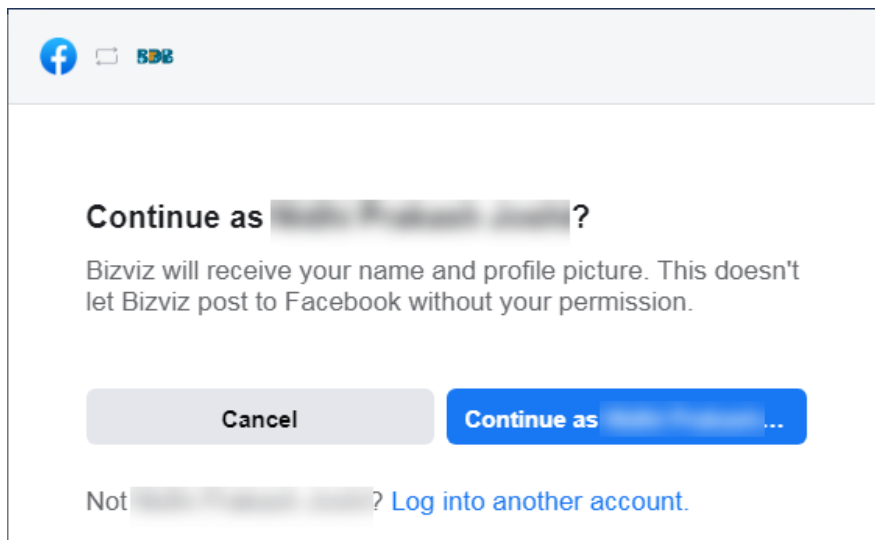 BDB
Continue as ?
Bizviz will receive your name and profile picture. This doesn't
let Bizviz post to Facebook without your permission.
Cancel
Continue as ...
Not ? Log into another account.